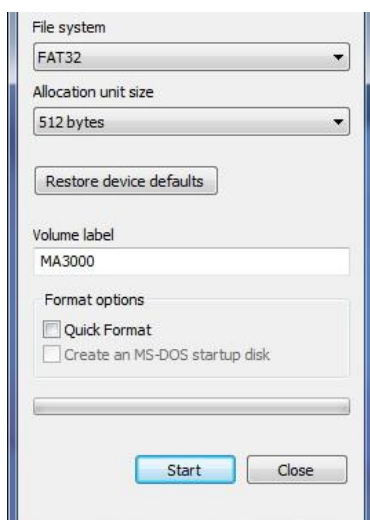 File system
FAT32
Allocation unit size
512 bytes
Restore device defaults
Volume label
MA3000
Format options
Quick Format
Create an MS-DOS startup disk
Start Close